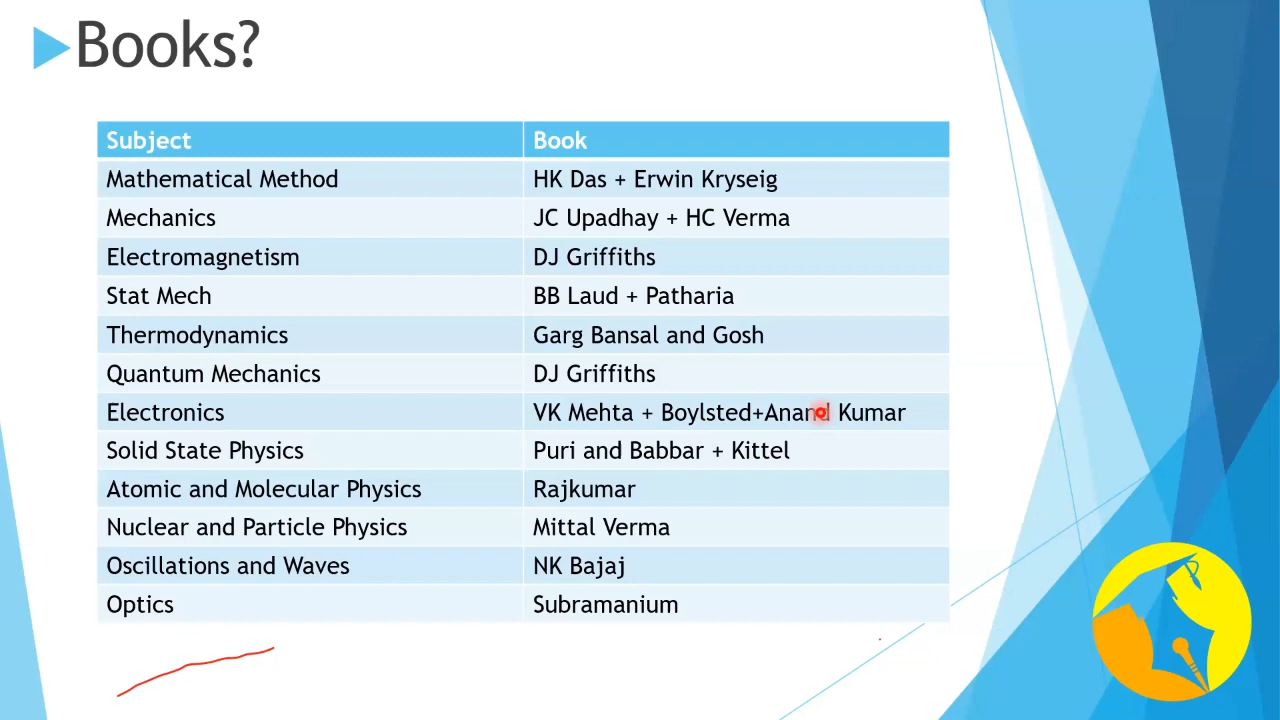 Books?
Subject Book
Mathematical Method HK Das + Erwin Kryseig
Mechanics JC Upadhay + HC Verma
Electromagnetism DJ Griffiths
Stat Mech BB Laud + Patharia
Thermodynamics Garg Bansal and Gosh
Quantum Mechanics DJ Griffiths
Electronics VK Mehta + Boylsted+Anand Kumar
Solid State Physics Puri and Babbar + Kittel
Atomic and Molecular Physics Rajkumar
Nuclear and Particle Physics Mittal Verma
Oscillations and Waves NK Bajaj
Optics Subramanium